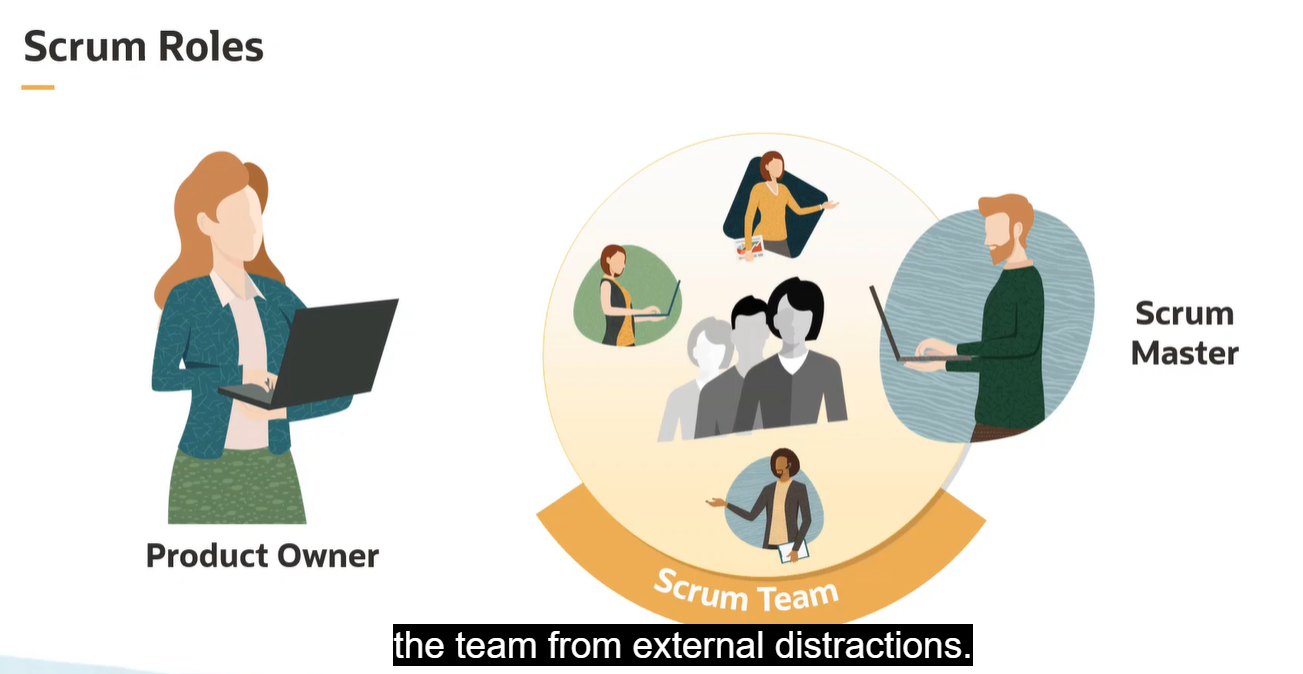 Scrum Roles
Product Owner
Scrum
Master
Scrum Team
the team from external distractions.